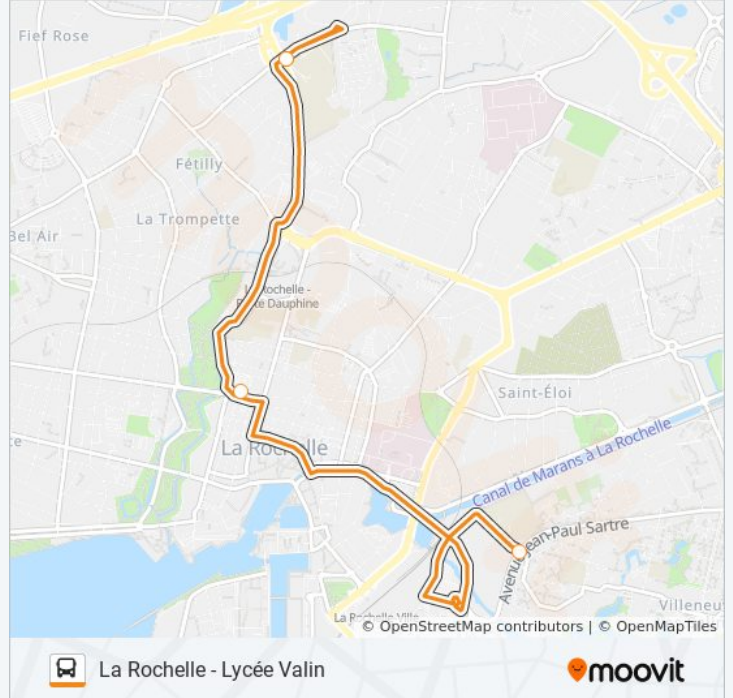 Fief Rose
Fétilly
La Trompette
Bel Air
La Rochelle -
Porte Dauphine
Saint-Éloi
La Rochelle
Canal de Marans à La Rochelle
Avenue Jean-Paul Sartre
Villeneu
La Rochelle Ville
© OpenStreetMap contributors | © OpenMapTiles
La Rochelle - Lycée Valin
moovit